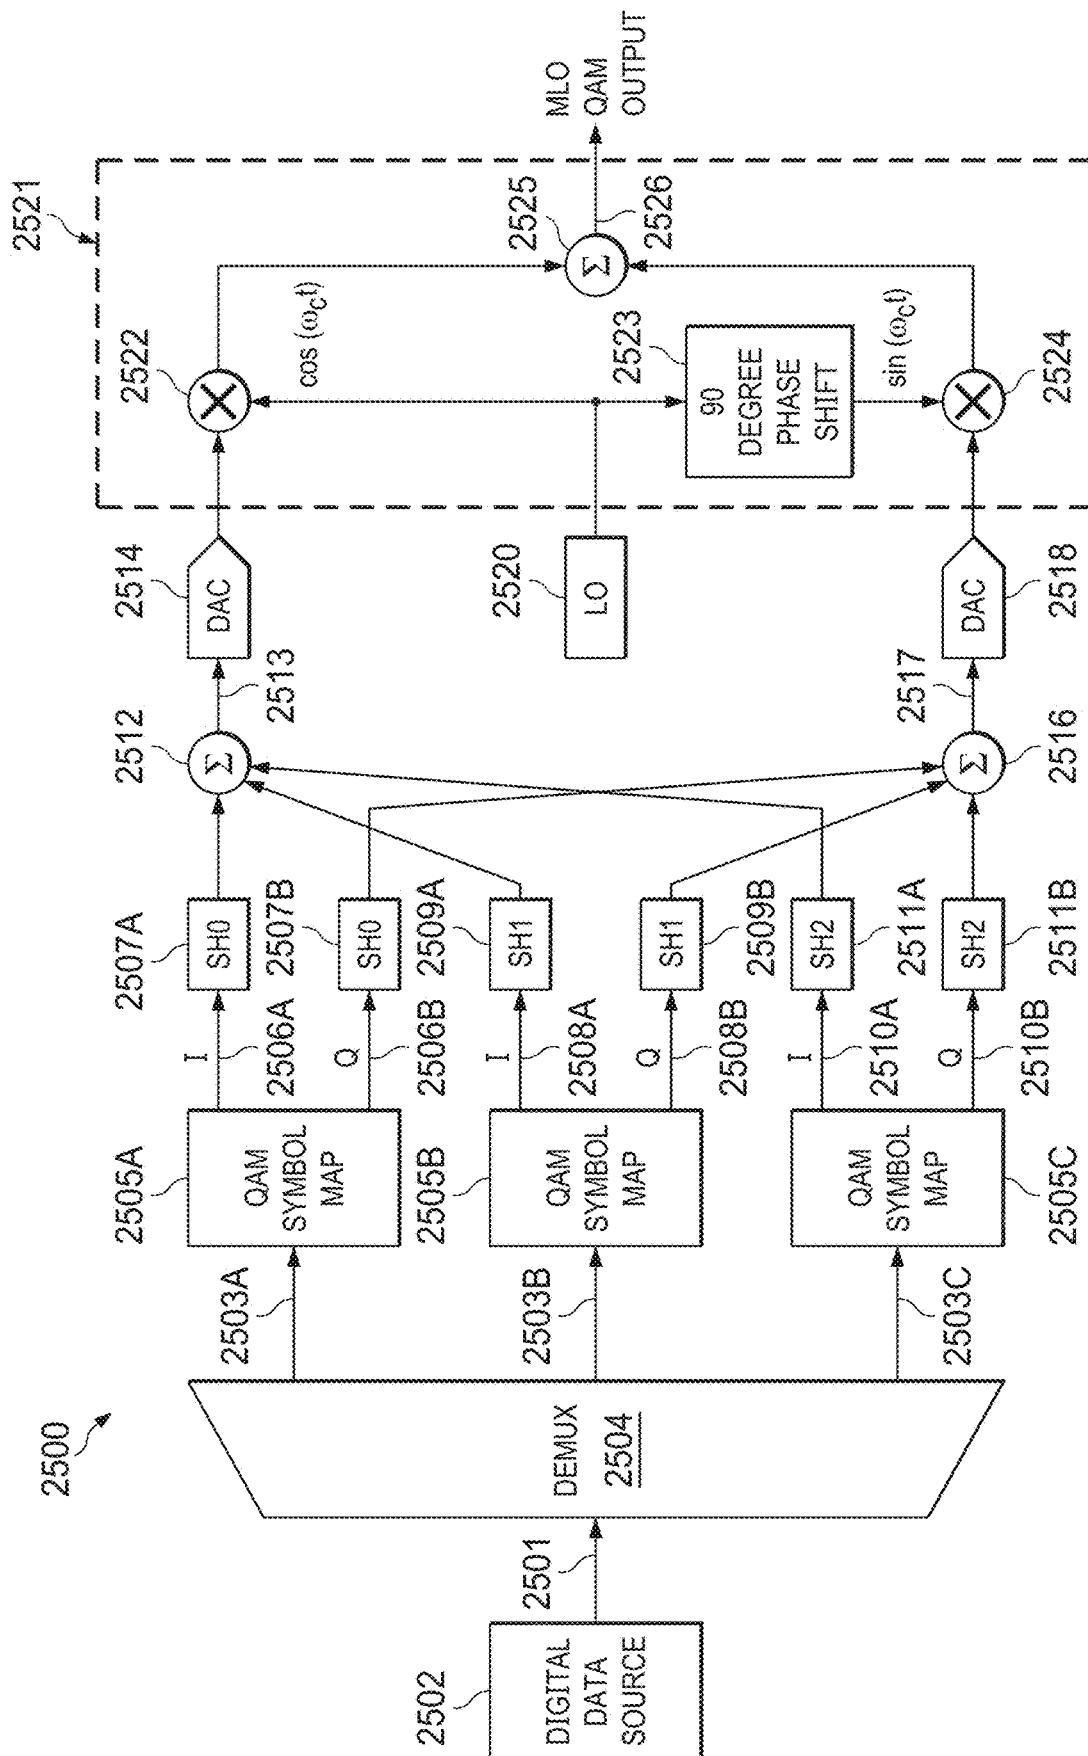 2500
2502
DIGITAL
DATA
SOURCE
2501
DEMUX
2504
2503A
2503B
2503C
2505A
QAM
SYMBOL
MAP
2505B
QAM
SYMBOL
MAP
QAM
SYMBOL
MAP
2505C
I
2506A
Q
2506B
I
2508A
Q
2508B
I
2510A
Q
2510B
2507A
SH0
2507B
SH0
2509A
SH1
SH1
2509B
SH2
2511A
SH2
2511B
2512
Σ
2513
Σ
2516
2517
2514
DAC
DAC
2518
2520
LO
2521
2522
cos (ωCt)
2523
90
DEGREE
PHASE
SHIFT
sin (ωCt)
2524
2525
Σ
2526
MLO
QAM
OUTPUT